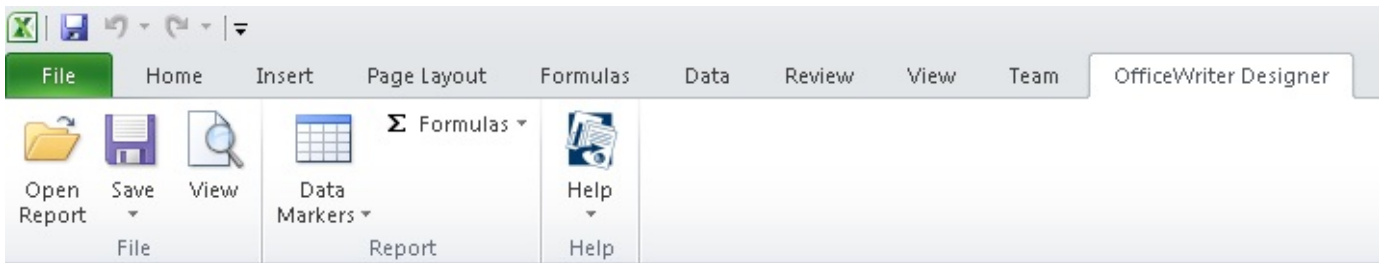 File Home Insert Page Layout Formulas Data Review View Team OfficeWriter Designer
Σ Formulas
Open Report
Save
View
Data Markers
Help
File Report Help